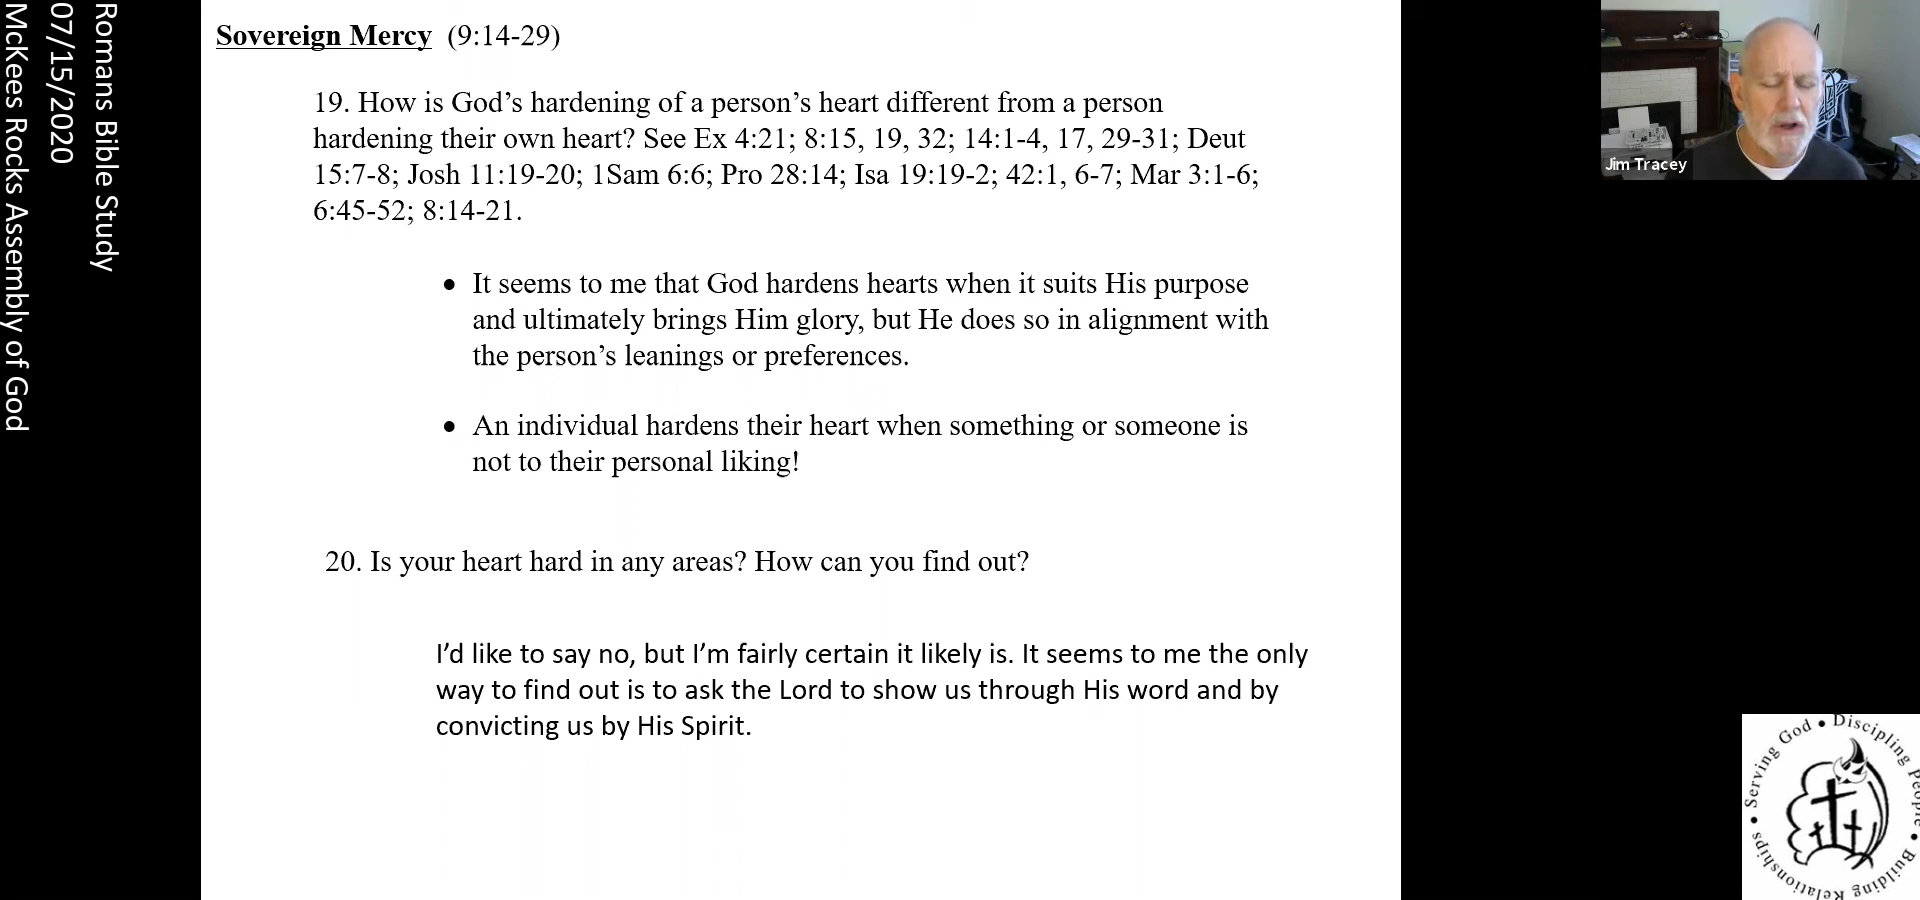 Romans Bible Study
07/15/2020
McKees Rocks Assembly of God
Sovereign Mercy (9:14-29)
19. How is God’s hardening of a person’s heart different from a person
hardening their own heart? See Ex 4:21; 8:15, 19, 32; 14:1-4, 17, 29-31; Deut
15:7-8; Josh 11:19-20; 1Sam 6:6; Pro 28:14; Isa 19:19-2; 42:1, 6-7; Mar 3:1-6;
6:45-52; 8:14-21.
• It seems to me that God hardens hearts when it suits His purpose
and ultimately brings Him glory, but He does so in alignment with
the person’s leanings or preferences.
• An individual hardens their heart when something or someone is
not to their personal liking!
20. Is your heart hard in any areas? How can you find out?
I’d like to say no, but I’m fairly certain it likely is. It seems to me the only
way to find out is to ask the Lord to show us through His word and by
convicting us by His Spirit.
Jim Tracey
Serving God • Discipling People • Building Relationships •